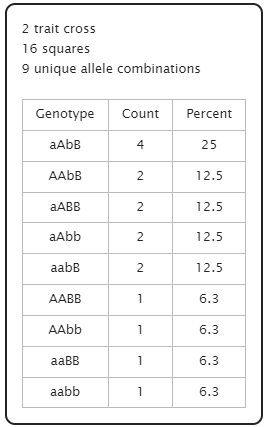 2 trait cross
16 squares
9 unique allele combinations
Genotype Count Percent
aAbB 4 25
AAbB 2 12.5
aABB 2 12.5
aAbb 2 12.5
aabB 2 12.5
AABB 1 6.3
AAbb 1 6.3
aaBB 1 6.3
aabb 1 6.3